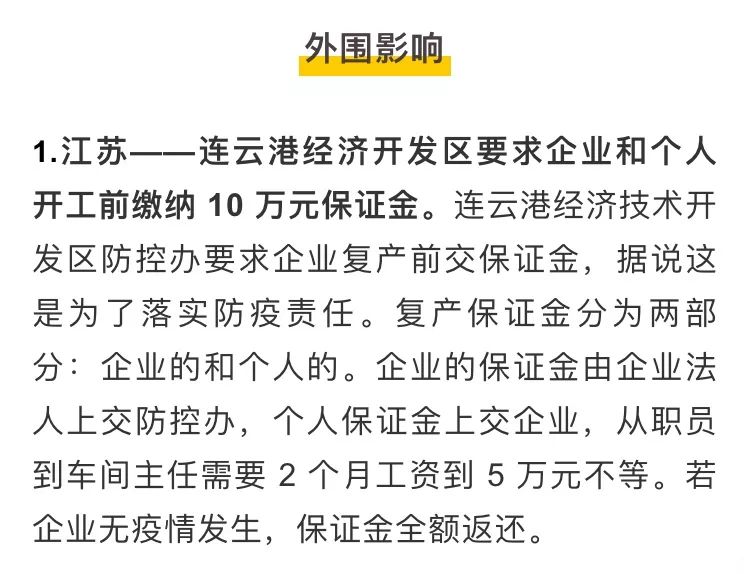 外围影响
1.江苏——连云港经济开发区要求企业和个人
开工前缴纳 10 万元保证金。连云港经济技术开
发区防控办要求企业复产前交保证金，据说这
是为了落实防疫责任。复产保证金分为两部
分：企业的和个人的。企业的保证金由企业法
人上交防控办，个人保证金上交企业，从职员
到车间主任需要 2 个月工资到 5 万元不等。若
企业无疫情发生，保证金全额返还。